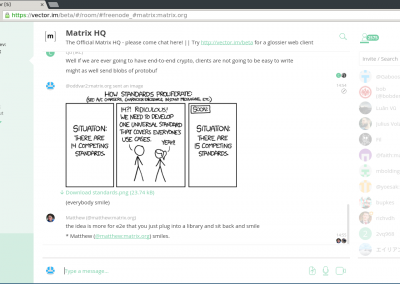 https://vector.im/beta/#/room/#freenode_#matrix:matrix.org
Matrix HQ
The Official Matrix HQ - please come chat here! || Try http://vector.im/beta for a glossier web client
Well if we are ever going to have end-to-end crypto, clients are not going to be easy to write
might as well send blobs of protobuf
Invite / Search
sent an image
HOW STANDARDS PROLIFERATE:
(SEE: A/C CHARGERS, CHARACTER ENCODINGS, INSTANT MESSAGING, ETC.)
SITUATION:
THERE ARE
14 COMPETING
STANDARDS.
14?! RIDICULOUS!
WE NEED TO DEVELOP
ONE UNIVERSAL STANDARD
THAT COVERS EVERYONE'S
USE CASES.
YEAH!
SOON:
SITUATION:
THERE ARE
15 COMPETING
STANDARDS.
Download standards.png (23.74 kB)
(everybody smile)
Matthew (@matthew:matrix.org)
the idea is more for e2e that you just plug into a library and sit back and smile
* Matthew (@matthew:matrix.org) smiles.
Type a message...